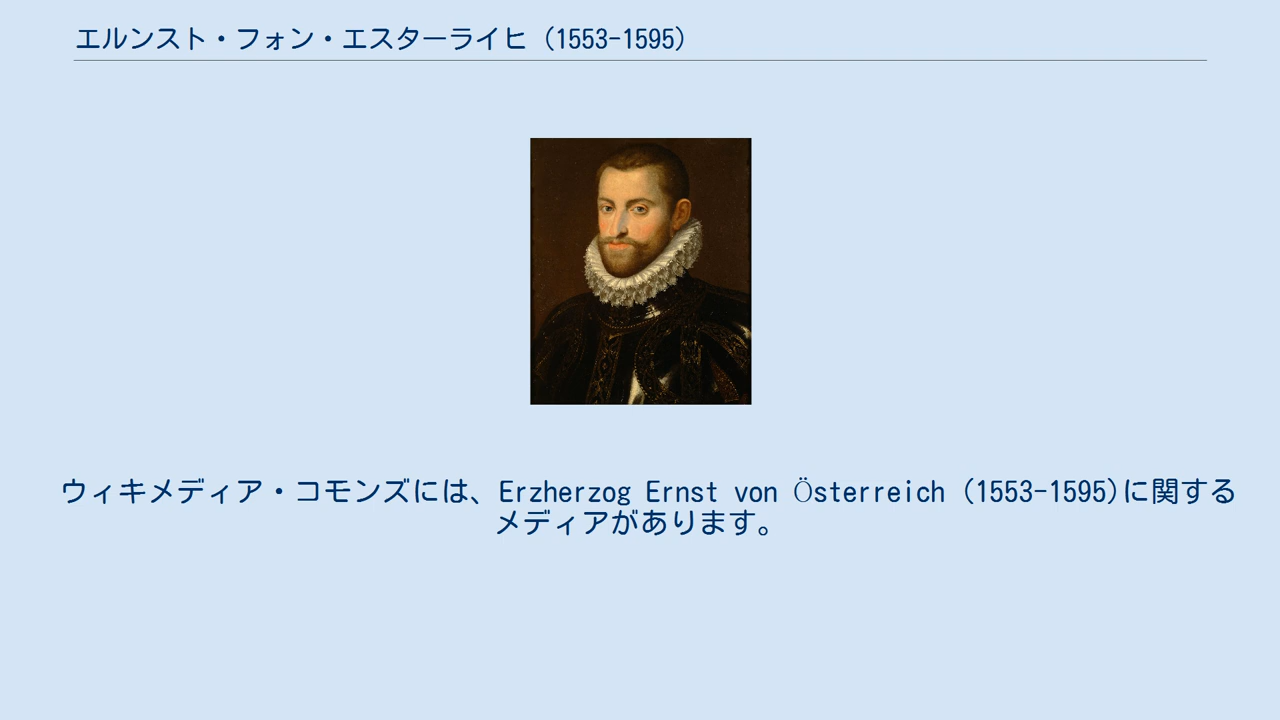 エルンスト・フォン・エスターライヒ (1553-1595)
ウィキメディア・コモンズには、Erzherzog Ernst von Österreich (1553-1595)に関する
メディアがあります。